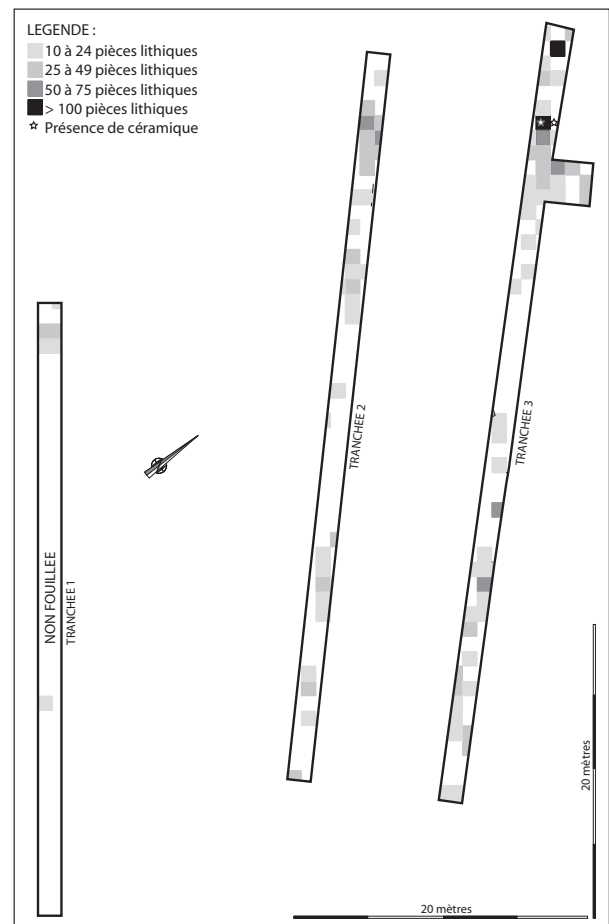 LEGENDE :
10 à 24 pièces lithiques
25 à 49 pièces lithiques
50 à 75 pièces lithiques
> 100 pièces lithiques
Présence de céramique
NON FOUILLEE
TRANCHEE 1
TRANCHEE 2
TRANCHEE 3
20 mètres
20 mètres